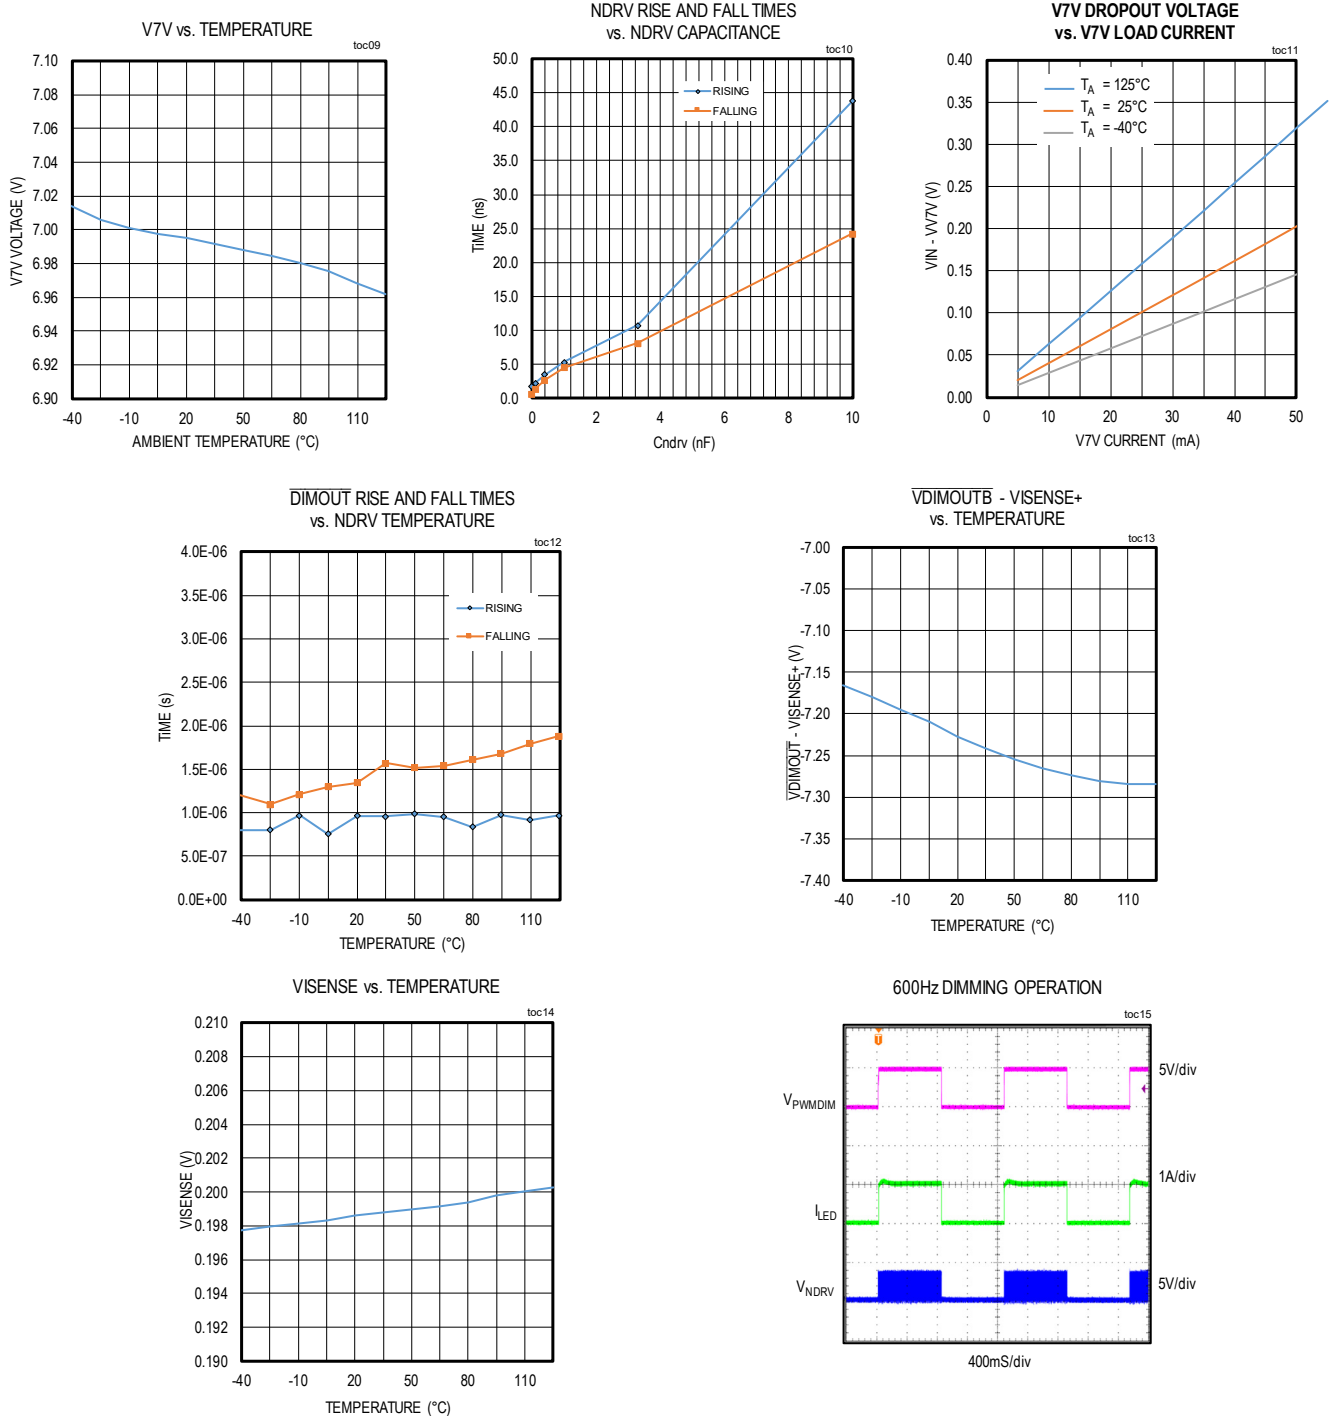 V7V vs. TEMPERATURE
toc09
7.10
7.08
7.06
7.04
7.02
7.00
6.98
6.96
6.94
6.92
6.90
V7V VOLTAGE (V)
-40 -10 20 50 80 110
AMBIENT TEMPERATURE (°C)
NDRV RISE AND FALL TIMES
vs. NDRV CAPACITANCE
toc10
50.0
45.0
40.0
35.0
30.0
25.0
20.0
15.0
10.0
5.0
0.0
TIME (ns)
RISING
FALLING
0 2 4 6 8 10
Cndrv (nF)
V7V DROPOUT VOLTAGE
vs. V7V LOAD CURRENT
toc11
0.40
0.35
0.30
0.25
0.20
0.15
0.10
0.05
0.00
VIN - VV7V (V)
TA = 125°C
TA = 25°C
TA = -40°C
0 10 20 30 40 50
V7V CURRENT (mA)
DIMOUT RISE AND FALL TIMES
vs. NDRV TEMPERATURE
toc12
4.0E-06
3.5E-06
3.0E-06
2.5E-06
2.0E-06
1.5E-06
1.0E-06
5.0E-07
0.0E+00
TiME (s)
RISING
FALLING
-40 -10 20 50 80 110
TEMPERATURE (°C)
VDIMOUTB - VISENSE+
vs. TEMPERATURE
toc13
-7.00
-7.05
-7.10
-7.15
-7.20
-7.25
-7.30
-7.35
-7.40
VDIMOUT - VISENSE+ (V)
-40 -10 20 50 80 110
TEMPERATURE (°C)
VISENSE vs. TEMPERATURE
toc14
0.210
0.208
0.206
0.204
0.202
0.200
0.198
0.196
0.194
0.192
0.190
VISENSE (V)
-40 -10 20 50 80 110
TEMPERATURE (°C)
600Hz DIMMING OPERATION
toc15
T
VPWMDIM
5V/div
ILED
1A/div
VNDRV
5V/div
400mS/div